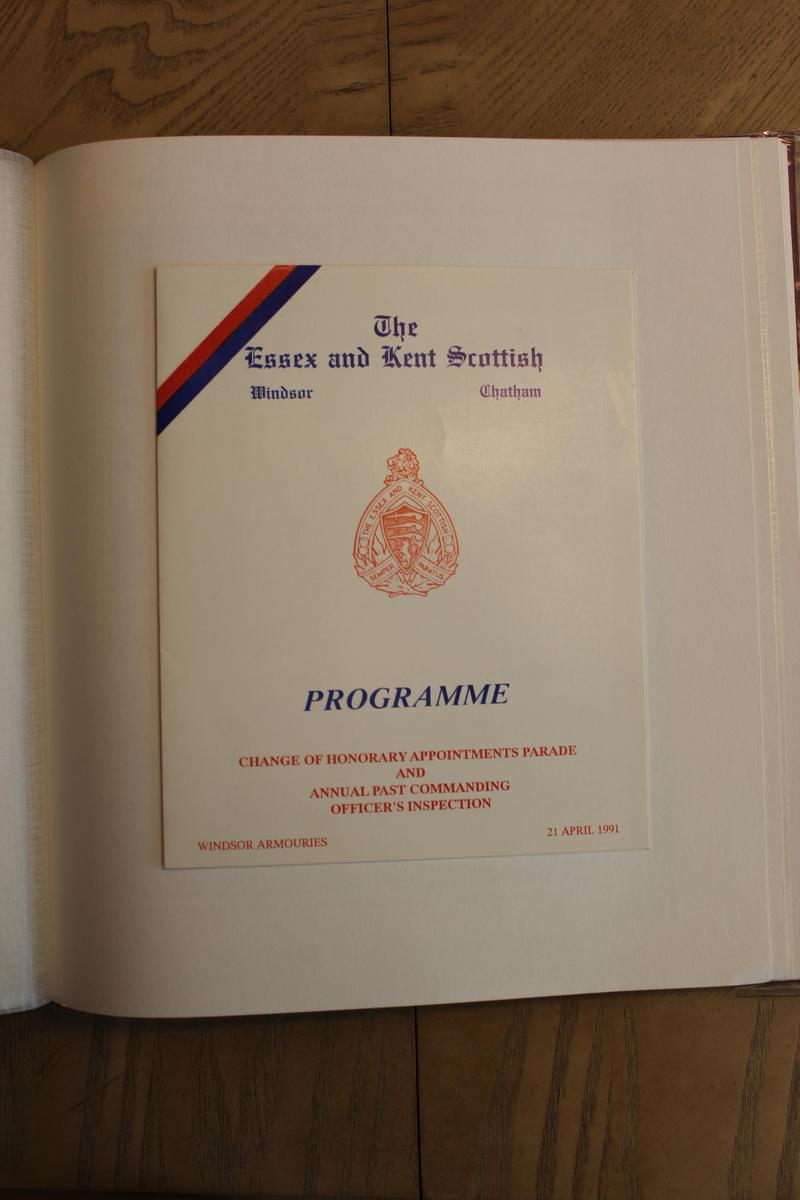 The
Essex and Kent Scottish
Windsor Chatham
THE ESSEX AND KENT SCOTTISH
SEMPER PARATUS
PROGRAMME
CHANGE OF HONORARY APPOINTMENTS PARADE
AND
ANNUAL PAST COMMANDING
OFFICER'S INSPECTION
WINDSOR ARMOURIES 21 APRIL 1991